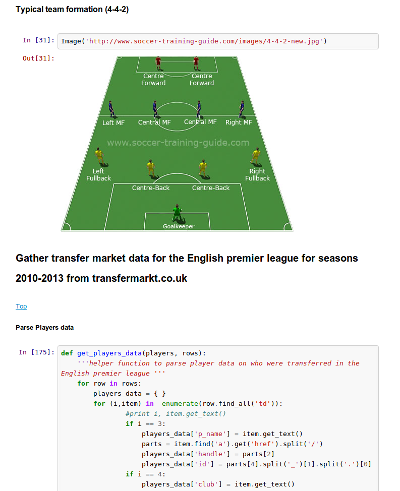 Typical team formation (4-4-2)
In [31]: Image('http://www.soccer-training-guide.com/images/4-4-2-new.jpg')
Out[31]:
Centre Forward Centre Forward
Left MF Central MF Central MF Right MF
www.soccer-training-guide.com
Left Fullback Centre-Back Centre-Back Right Fullback
Goalkeeper
Gather transfer market data for the English premier league for seasons
2010-2013 from transfermarkt.co.uk
Top
Parse Players data
In [175]: def get_players_data(players, rows):
'''helper function to parse player data on who were transferred in the
English premier league '''
for row in rows:
players_data = { }
for (i,item) in enumerate(row.find_all('td')):
#print i, item.get_text()
if i == 3:
players_data['p_name'] = item.get_text()
parts = item.find('a').get('href').split('/')
players_data['handle'] = parts[2]
players_data['id'] = parts[4].split('_')[1].split('.')[0]
if i == 4:
players_data['club'] = item.get_text()